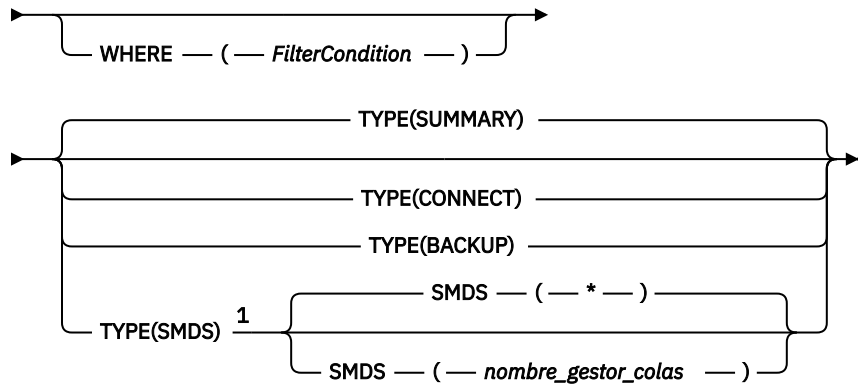 WHERE ( FilterCondition )
TYPE(SUMMARY)
TYPE(CONNECT)
TYPE(BACKUP)
SMDS ( * )
TYPE(SMDS) 1
SMDS ( nombre_gestor_colas )